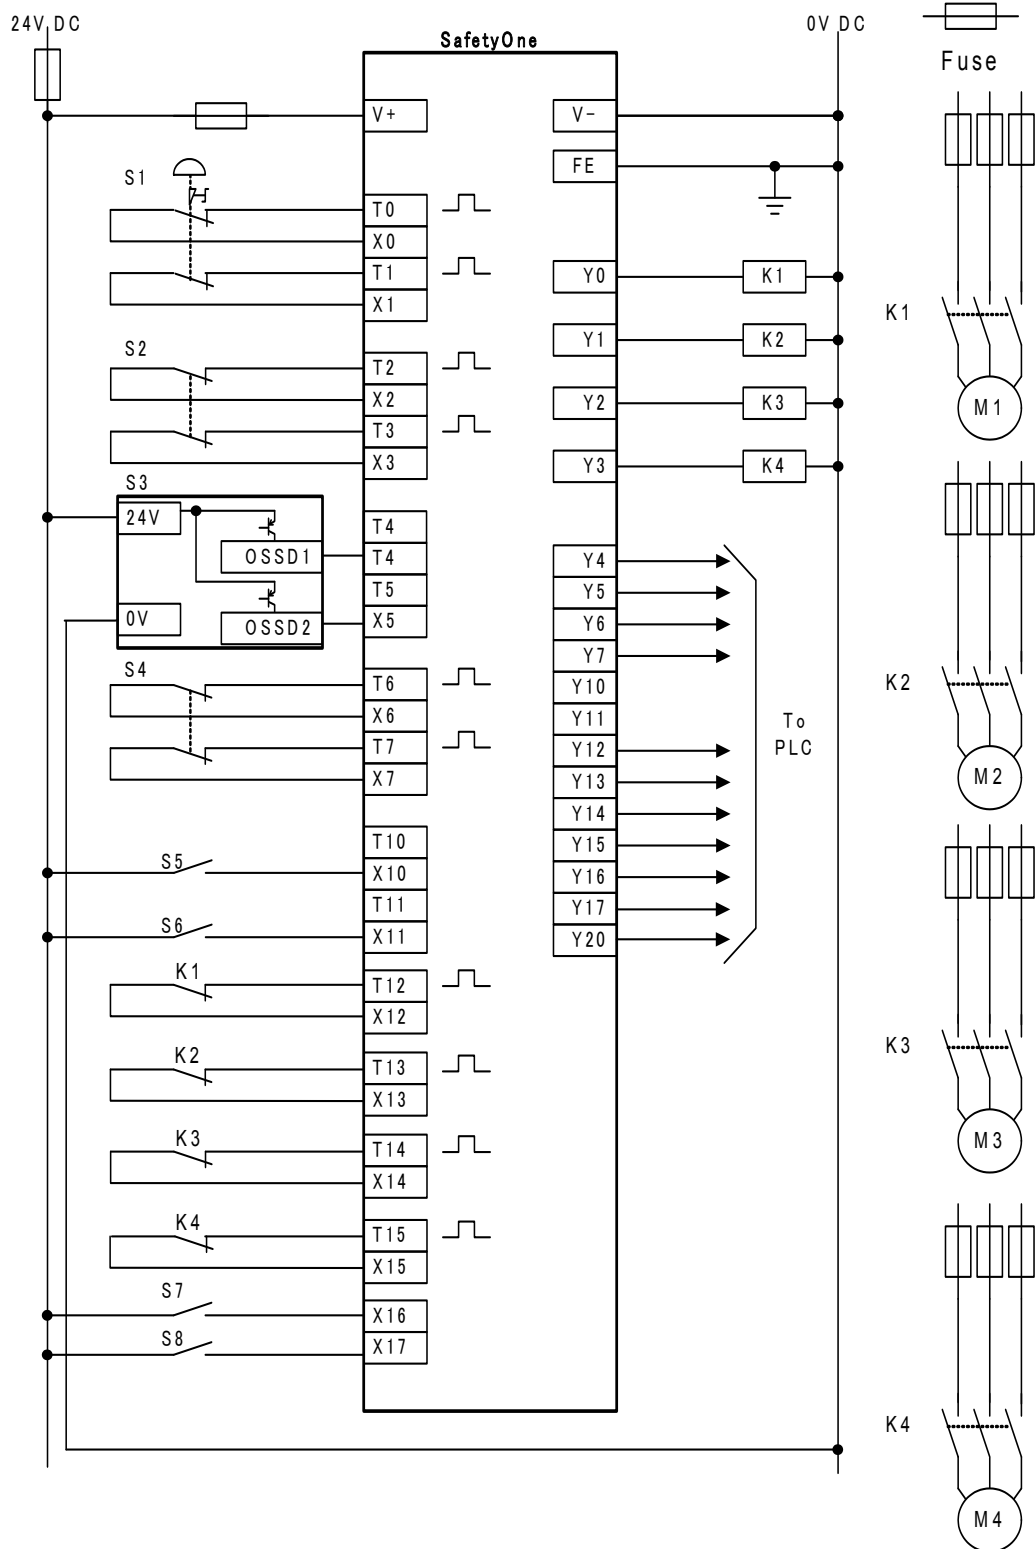 24V DC
0V DC
SafetyOne
Fuse
V+
V-
FE
S1
T0
X0
T1
X1
Y0
K1
K1
M1
S2
T2
X2
T3
X3
Y1
K2
Y2
K3
Y3
K4
S3
24V
OSSD1
0V
OSSD2
T4
T4
T5
X5
Y4
Y5
Y6
Y7
Y10
Y11
Y12
Y13
Y14
Y15
Y16
Y17
Y20
To
PLC
S4
T6
X6
T7
X7
K2
M2
S5
T10
X10
T11
S6
X11
K1
T12
X12
K2
T13
X13
K3
M3
K3
T14
X14
K4
T15
X15
S7
X16
S8
X17
K4
M4